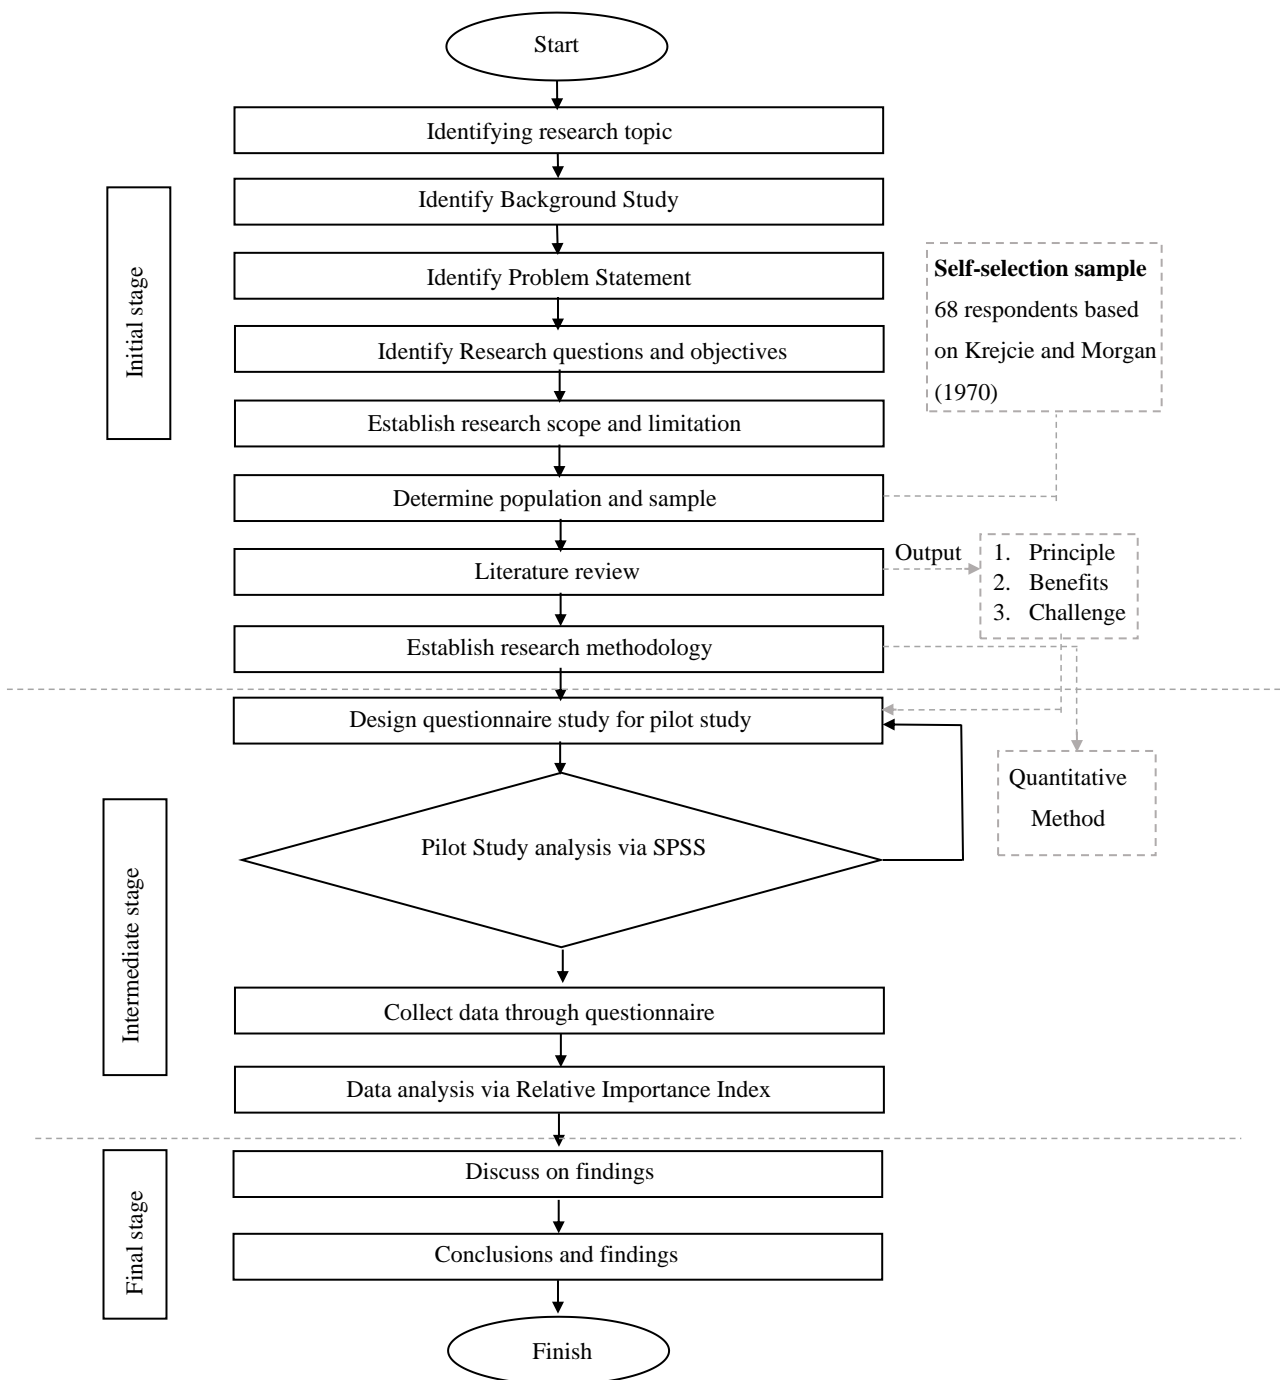 Start
Identifying research topic
Identify Background Study
Identify Problem Statement
Identify Research questions and objectives
Establish research scope and limitation
Determine population and sample
Literature review
Establish research methodology
Initial stage
Self-selection sample
68 respondents based
on Krejcie and Morgan
(1970)
Output
1. Principle
2. Benefits
3. Challenge
Design questionnaire study for pilot study
Quantitative
Method
Pilot Study analysis via SPSS
Intermediate stage
Collect data through questionnaire
Data analysis via Relative Importance Index
Final stage
Discuss on findings
Conclusions and findings
Finish